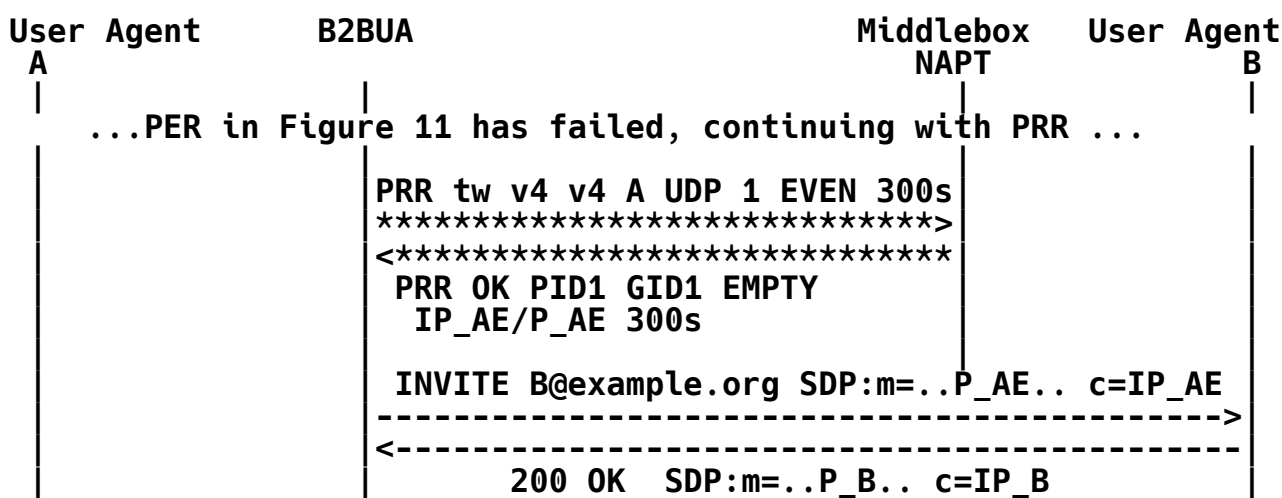 User Agent B2BUA Middlebox User Agent
A NAPT B
...PER in Figure 11 has failed, continuing with PRR ...
PRR tw v4 v4 A UDP 1 EVEN 300s
*****************************>
<*****************************
PRR OK PID1 GID1 EMPTY
IP_AE/P_AE 300s
INVITE B@example.org SDP:m=..P_AE.. c=IP_AE
-------------------------------------------->
<--------------------------------------------
200 OK SDP:m=..P_B.. c=IP_B